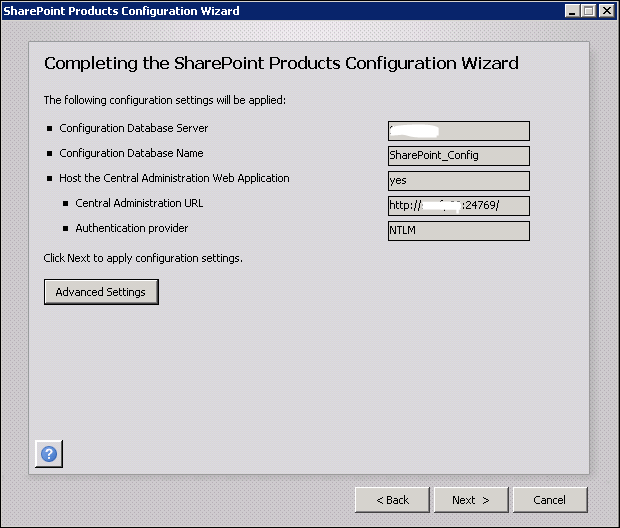 SharePoint Products Configuration Wizard
Completing the SharePoint Products Configuration Wizard
The following configuration settings will be applied:
Configuration Database Server
Configuration Database Name SharePoint_Config
Host the Central Administration Web Application yes
Central Administration URL http:// :24769/
Authentication provider NTLM
Click Next to apply configuration settings.
Advanced Settings
?
< Back Next > Cancel